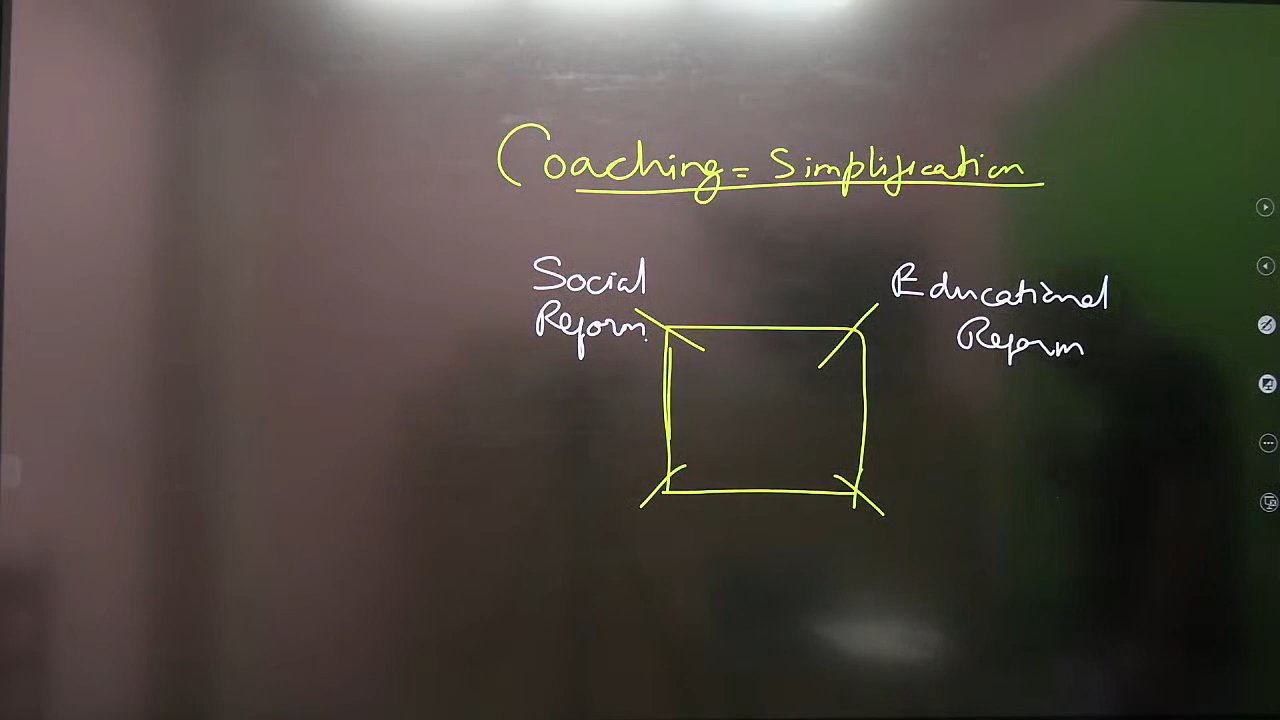 Coaching = Simplification
Social
Reform
Educational
Reform